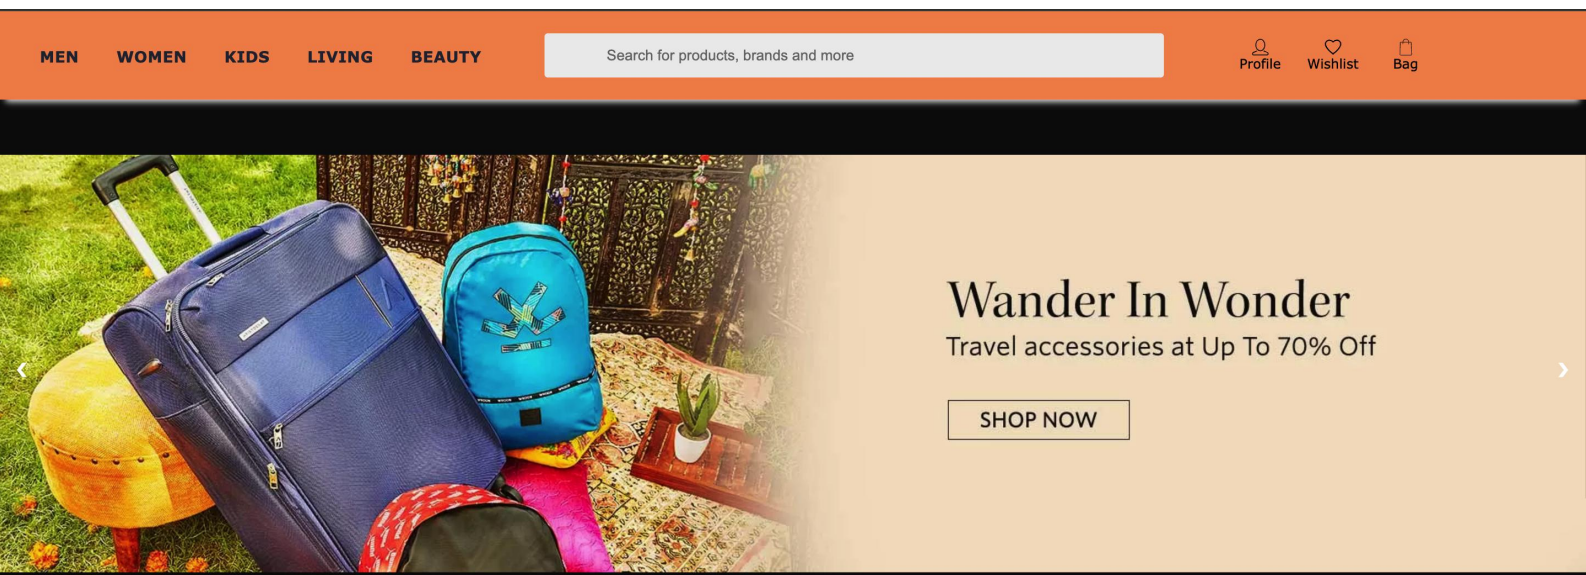 MEN WOMEN KIDS LIVING BEAUTY Search for products, brands and more Profile Wishlist Bag
Wander In Wonder
Travel accessories at Up To 70% Off
SHOP NOW